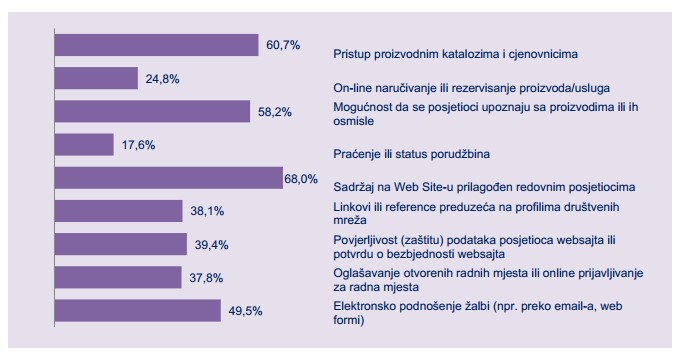 60,7%
Pristup proizvodnim katalozima i cjenovnicima
24,8%
On-line naručivanje ili rezervisanje proizvoda/usluga
58,2%
Mogućnost da se posjetioci upoznaju sa proizvodima ili ih
osmisle
17,6%
Praćenje ili status porudžbina
68,0%
Sadržaj na Web Site-u prilagođen redovnim posjetiocima
38,1%
Linkovi ili reference preduzeća na profilima društvenih
mreža
39,4%
Povjerljivost (zaštitu) podataka posjetioca websajta ili
potvrdu o bezbjednosti websajta
37,8%
Oglašavanje otvorenih radnih mjesta ili online prijavljivanje
za radna mjesta
49,5%
Elektronsko podnošenje žalbi (npr. preko email-a, web
formi)